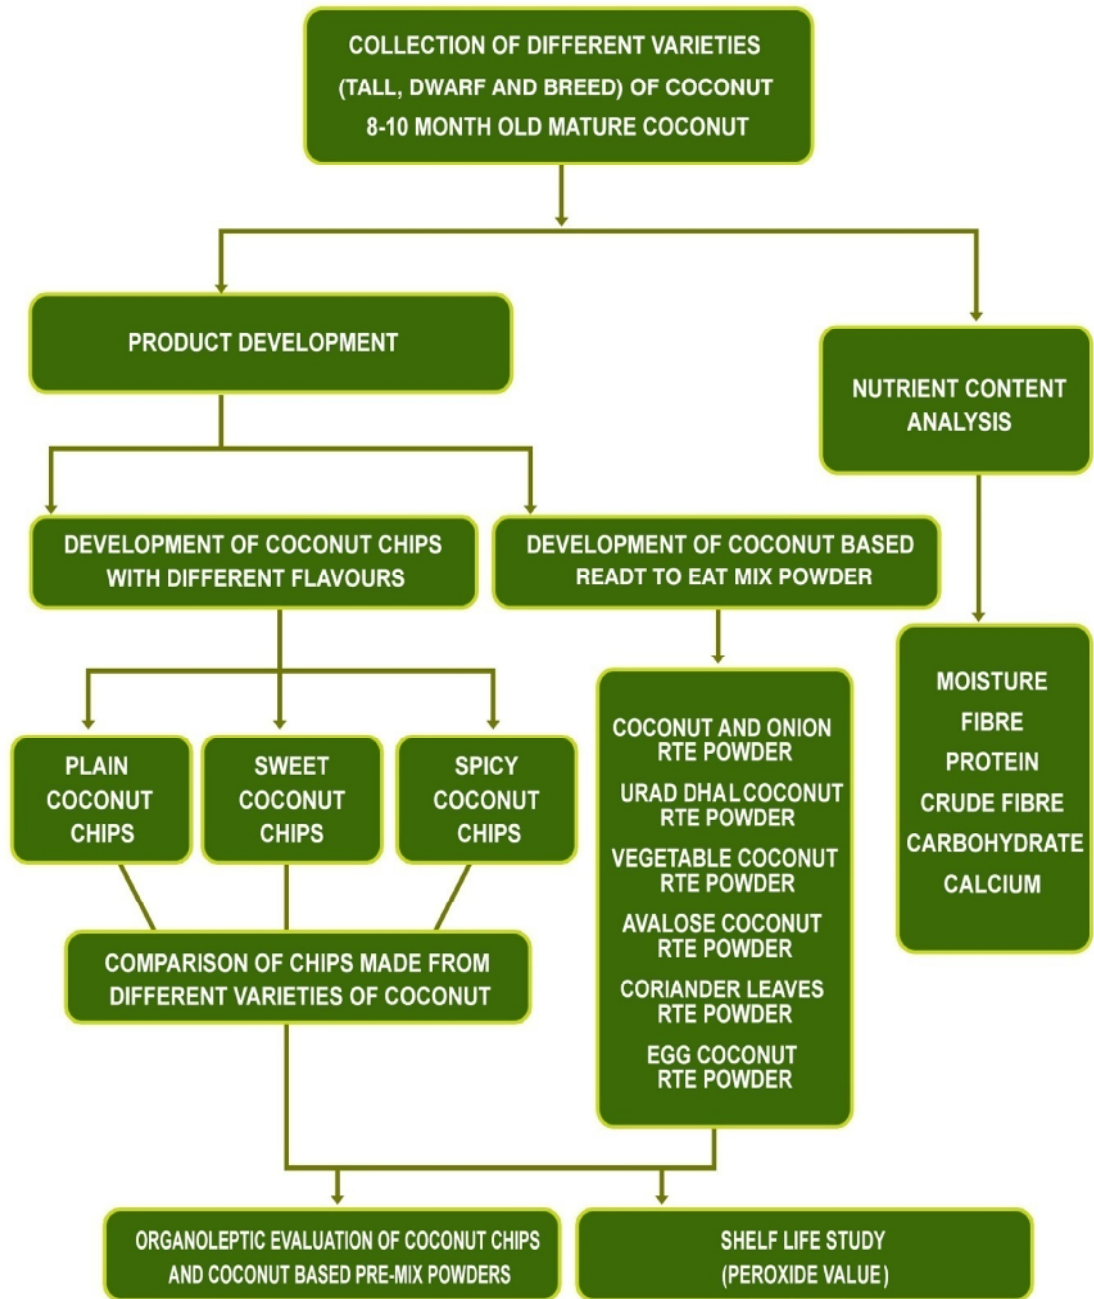 COLLECTION OF DIFFERENT VARIETIES
(TALL, DWARF AND BREED) OF COCONUT
8-10 MONTH OLD MATURE COCONUT
PRODUCT DEVELOPMENT
NUTRIENT CONTENT
ANALYSIS
DEVELOPMENT OF COCONUT CHIPS
WITH DIFFERENT FLAVOURS
DEVELOPMENT OF COCONUT BASED
READT TO EAT MIX POWDER
PLAIN
COCONUT
CHIPS
SWEET
COCONUT
CHIPS
SPICY
COCONUT
CHIPS
COCONUT AND ONION
RTE POWDER
URAD DHAL COCONUT
RTE POWDER
VEGETABLE COCONUT
RTE POWDER
AVALOSE COCONUT
RTE POWDER
CORIANDER LEAVES
RTE POWDER
EGG COCONUT
RTE POWDER
MOISTURE
FIBRE
PROTEIN
CRUDE FIBRE
CARBOHYDRATE
CALCIUM
COMPARISON OF CHIPS MADE FROM
DIFFERENT VARIETIES OF COCONUT
ORGANOLEPTIC EVALUATION OF COCONUT CHIPS
AND COCONUT BASED PRE-MIX POWDERS
SHELF LIFE STUDY
(PEROXIDE VALUE)